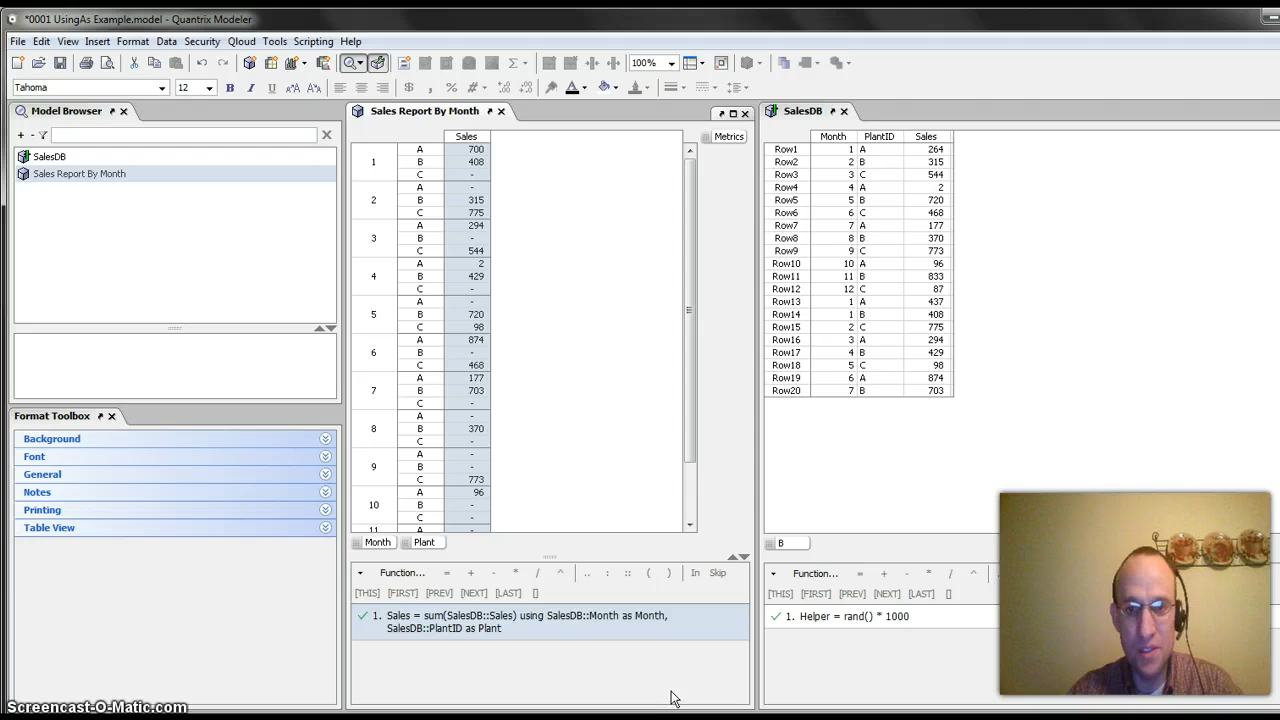 *0001 UsingAs Example.model - Quantrix Modeler
File Edit View Insert Format Data Security Qloud Tools Scripting Help
100%
Tahoma 12 B I U
Model Browser
SalesDB
Sales Report By Month
Format Toolbox
Background
Font
General
Notes
Printing
Table View
Sales Report By Month
Metrics
Sales
1 A 700
B 408
C -
2 A -
B 315
C 775
3 A 294
B -
C 544
4 A 2
B 429
C -
5 A -
B 720
C 98
6 A 874
B -
C 468
7 A 177
B 703
C -
8 A -
B 370
C -
9 A -
B -
C 773
10 A 96
B -
C -
11 A -
Month Plant
Function... = + - * / ^ .. : :: ( ) In Skip
[THIS] [FIRST] [PREV] [NEXT] [LAST] []
1. Sales = sum(SalesDB::Sales) using SalesDB::Month as Month,
SalesDB::PlantID as Plant
SalesDB
Month PlantID Sales
Row1 1 A 264
Row2 2 B 315
Row3 3 C 544
Row4 4 A 2
Row5 5 B 720
Row6 6 C 468
Row7 7 A 177
Row8 8 B 370
Row9 9 C 773
Row10 10 A 96
Row11 11 B 833
Row12 12 C 87
Row13 1 A 437
Row14 1 B 408
Row15 2 C 775
Row16 3 A 294
Row17 4 B 429
Row18 5 C 98
Row19 6 A 874
Row20 7 B 703
B
Function... = + - * / ^
[THIS] [FIRST] [PREV] [NEXT] [LAST] []
1. Helper = rand() * 1000
Screencast-O-Matic.com